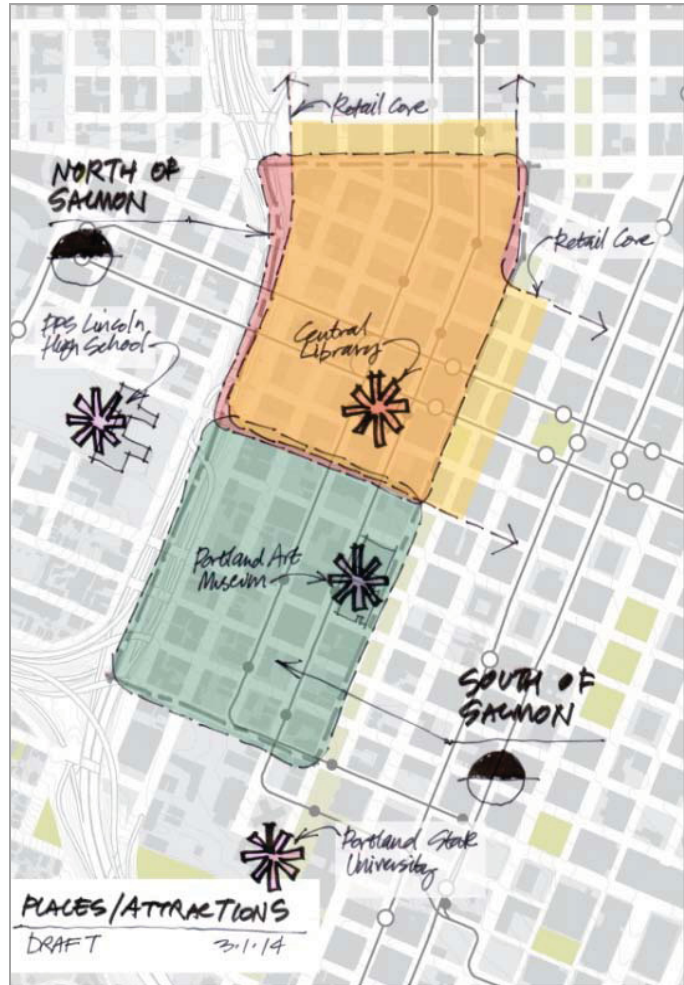 Retail Core
NORTH OF
SALMON
Retail Core
PPS Lincoln
High School
Central
Library
Portland Art
Museum
SOUTH OF
SALMON
Portland State
University
PLACES/ATTRACTIONS
DRAFT 3.1.14